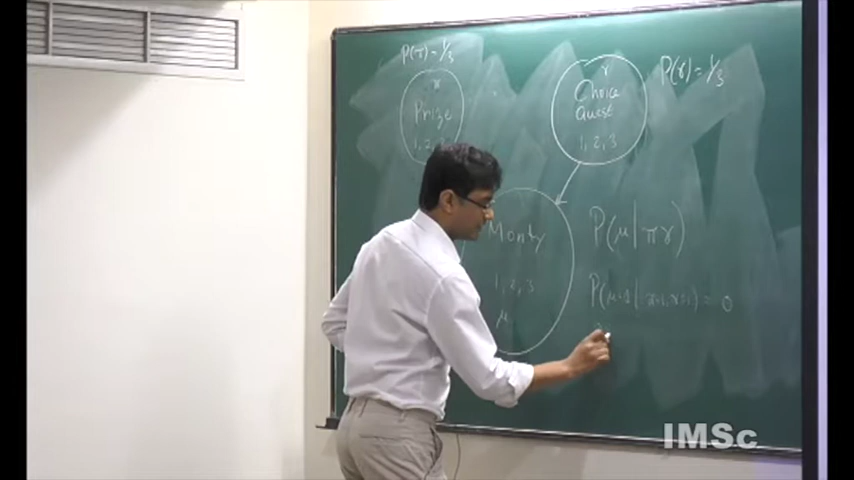 P(π) = 1/3
π
Prize
1, 2,
γ
Choice
Guest
1, 2, 3
P(γ) = 1/3
Monty
1, 2, 3
μ
P(μ|πγ)
P(μ=1|π=1,γ=1) = 0
IMSc